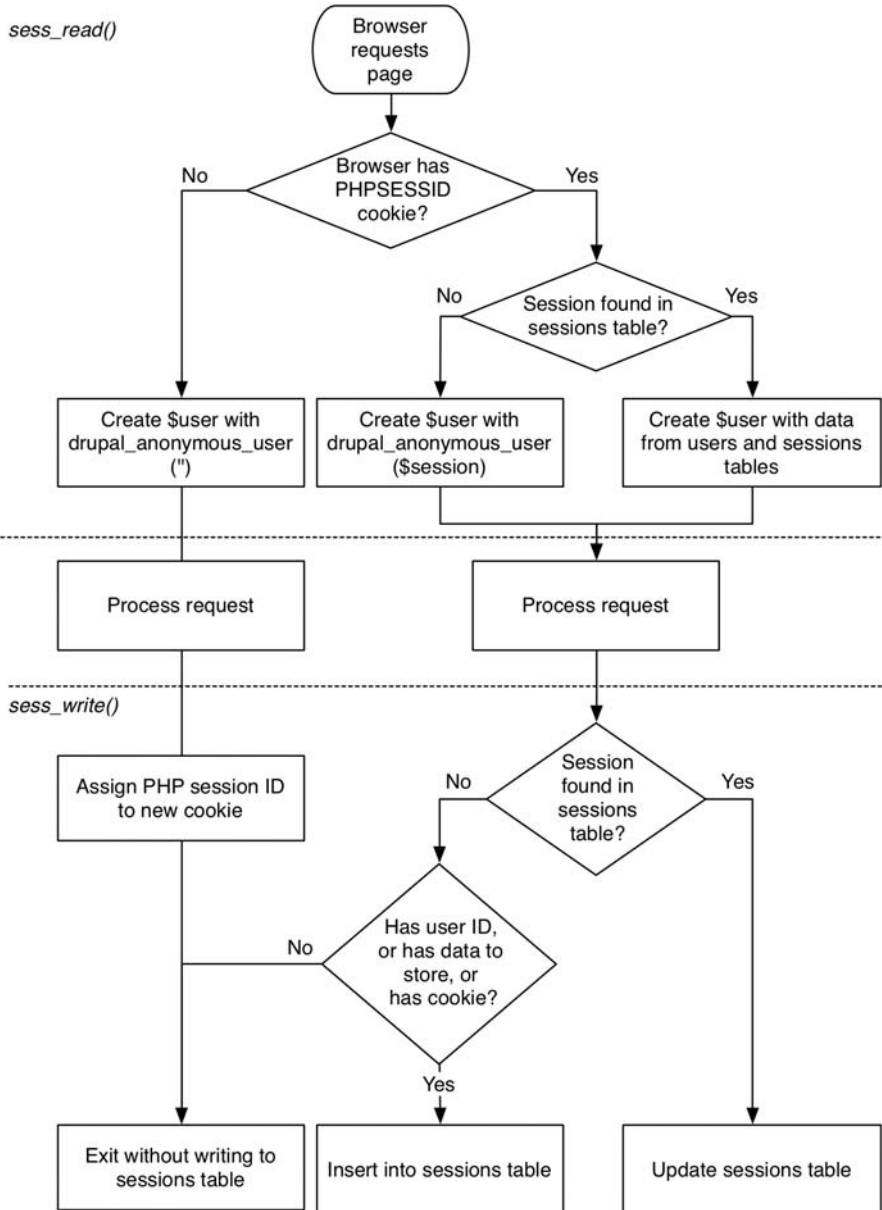 sess_read()
Browser
requests
page
No
Browser has
PHPSESSID
cookie?
Yes
No
Session found in
sessions table?
Yes
Create $user with
drupal_anonymous_user
('')
Create $user with
drupal_anonymous_user
($session)
Create $user with data
from users and sessions
tables
Process request
Process request
sess_write()
Assign PHP session ID
to new cookie
No
Session
found in
sessions
table?
Yes
No
Has user ID,
or has data to
store, or
has cookie?
Yes
Exit without writing to
sessions table
Insert into sessions table
Update sessions table